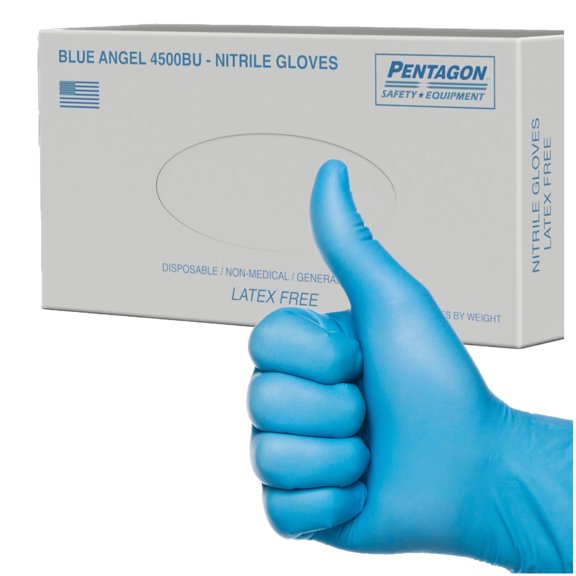 BLUE ANGEL 4500BU - NITRILE GLOVES
PENTAGON
SAFETY★EQUIPMENT
DISPOSABLE / NON-MEDICAL / GENERAL
LATEX FREE
BY WEIGHT
NITRILE GLOVES
LATEX FREE